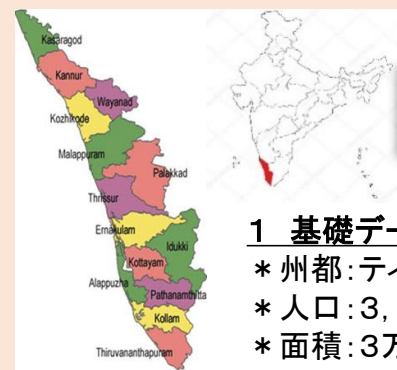 Kasaragod
Kannur
Wayanad
Kozhikode
Malappuram
Palakkad
Thrissur
Ernakulam
Idukki
Kottayam
Alappuzha
Pathanamthitta
Kollam
Thiruvananthapuram
1 基礎デー
*州都:ティ
*人口:3,
*面積:3万